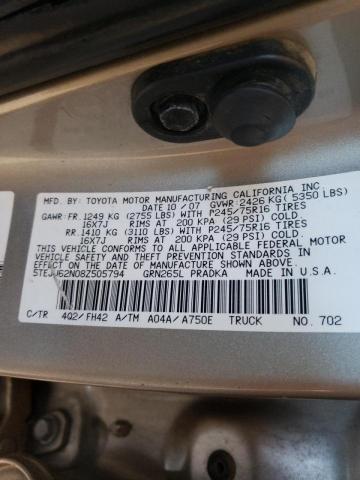 MFD. BY: TOYOTA MOTOR MANUFACTURING CALIFORNIA INC.
DATE 10/07 GVWR:2426 KG( 5350 LBS)
GAWR:FR.1249 KG (2755 LBS) WITH P245/75R16 TIRES
16X7J RIMS AT 200 KPA (29 PSI) COLD.
RR.1410 KG (3110 LBS) WITH P245/75R16 TIRES
16X7J RIMS AT 200 KPA (29 PSI) COLD.
THIS VEHICLE CONFORMS TO ALL APPLICABLE FEDERAL MOTOR
VEHICLE SAFETY AND BUMPER STANDARDS AND THEFT PREVENTION STANDARDS IN
EFFECT ON THE DATE OF MANUFACTURE SHOWN ABOVE.
5TEJU62N08Z505794 GRN265L PRADKA MADE IN U.S.A.
C/TR 4Q2/FH42 A/TM A04A/A750E TRUCK NO. 702